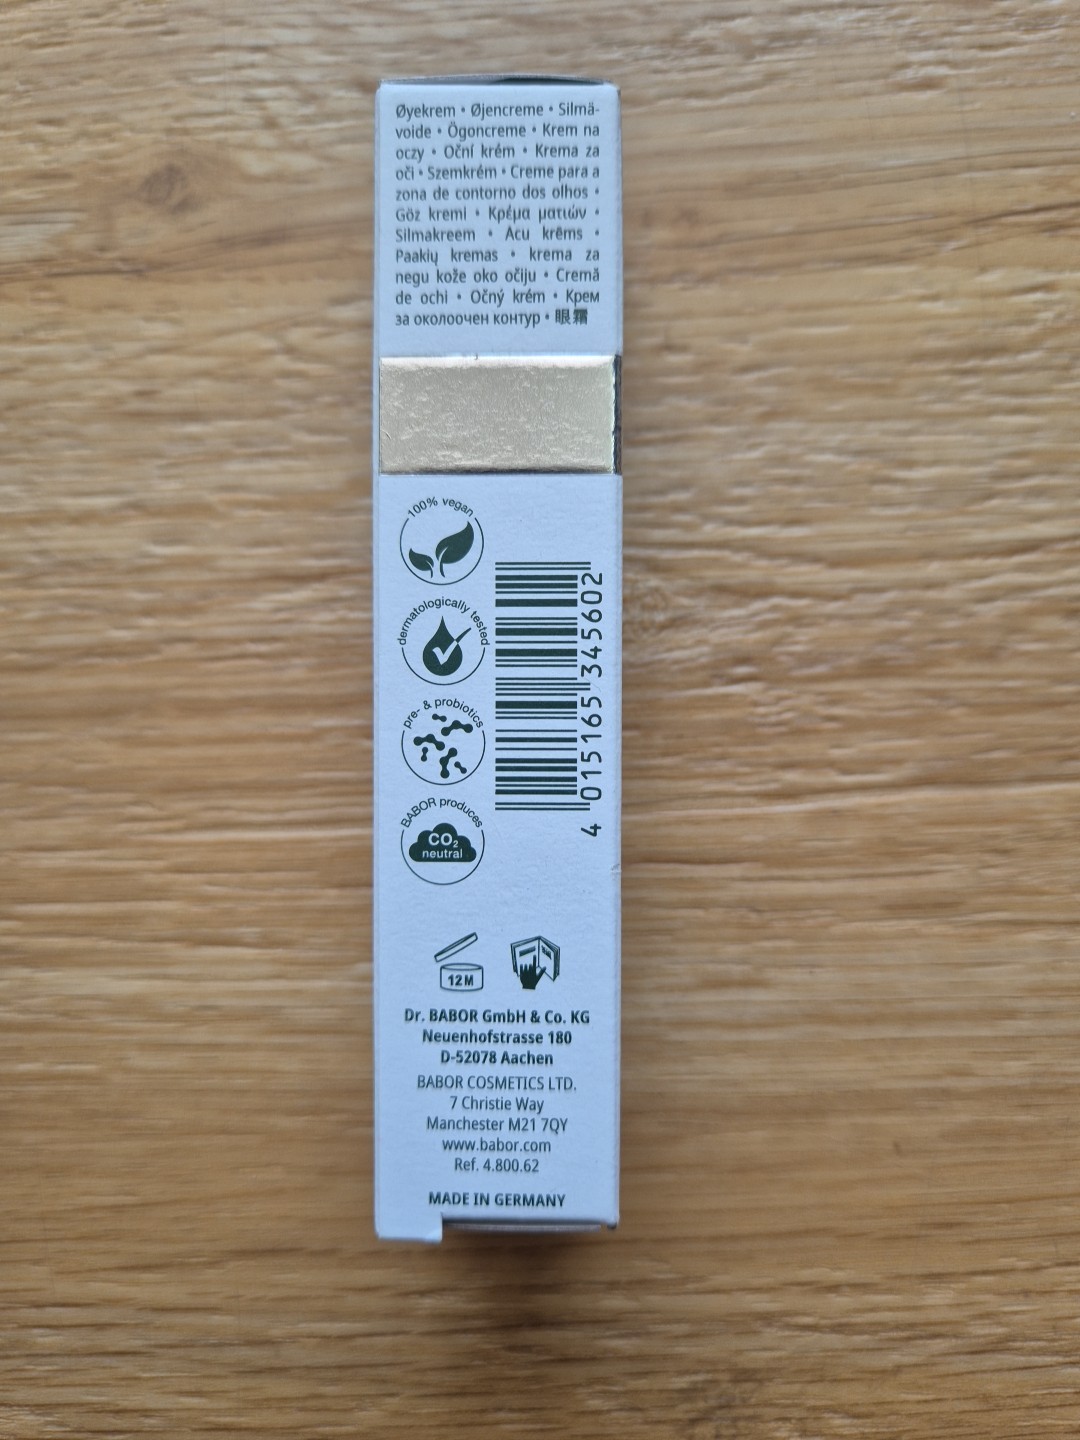 Øyekrem • Øjencreme • Silmä-
voide • Ögoncreme • Krem na
oczy • Oční krém • Krema za
oči • Szemkrém • Creme para a
zona de contorno dos olhos •
Göz kremi • Κρέμα ματιών •
Silmakreem • Acu krēms •
Paakių kremas • krema za
negu kože oko očiju • Cremă
de ochi • Očný krém • Крем
за околоочен контур • 眼霜
100% vegan
dermatologically tested
pre- & probiotics
BABOR produces
CO₂
neutral
4 015165 345602
12 M
Dr. BABOR GmbH & Co. KG
Neuenhofstrasse 180
D-52078 Aachen
BABOR COSMETICS LTD.
7 Christie Way
Manchester M21 7QY
www.babor.com
Ref. 4.800.62
MADE IN GERMANY